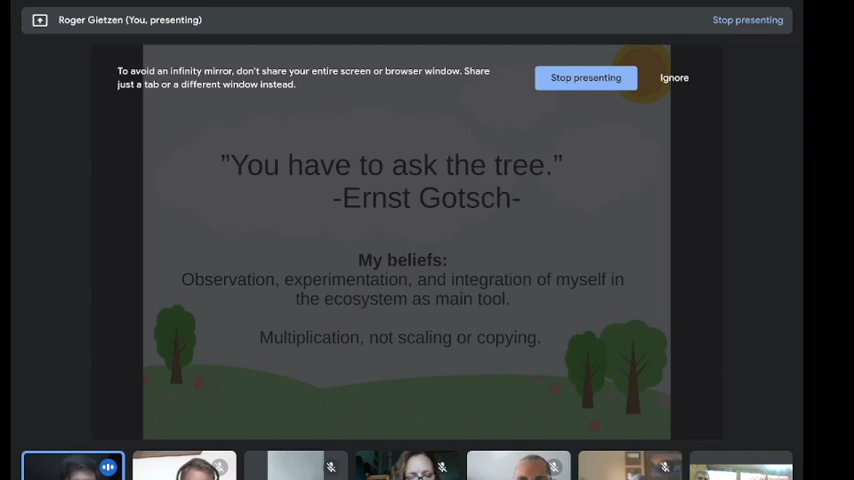 Roger Gietzen (You, presenting)
Stop presenting
To avoid an infinity mirror, don't share your entire screen or browser window. Share
just a tab or a different window instead.
Stop presenting
Ignore
”You have to ask the tree.”
-Ernst Gotsch-
My beliefs:
Observation, experimentation, and integration of myself in
the ecosystem as main tool.
Multiplication, not scaling or copying.